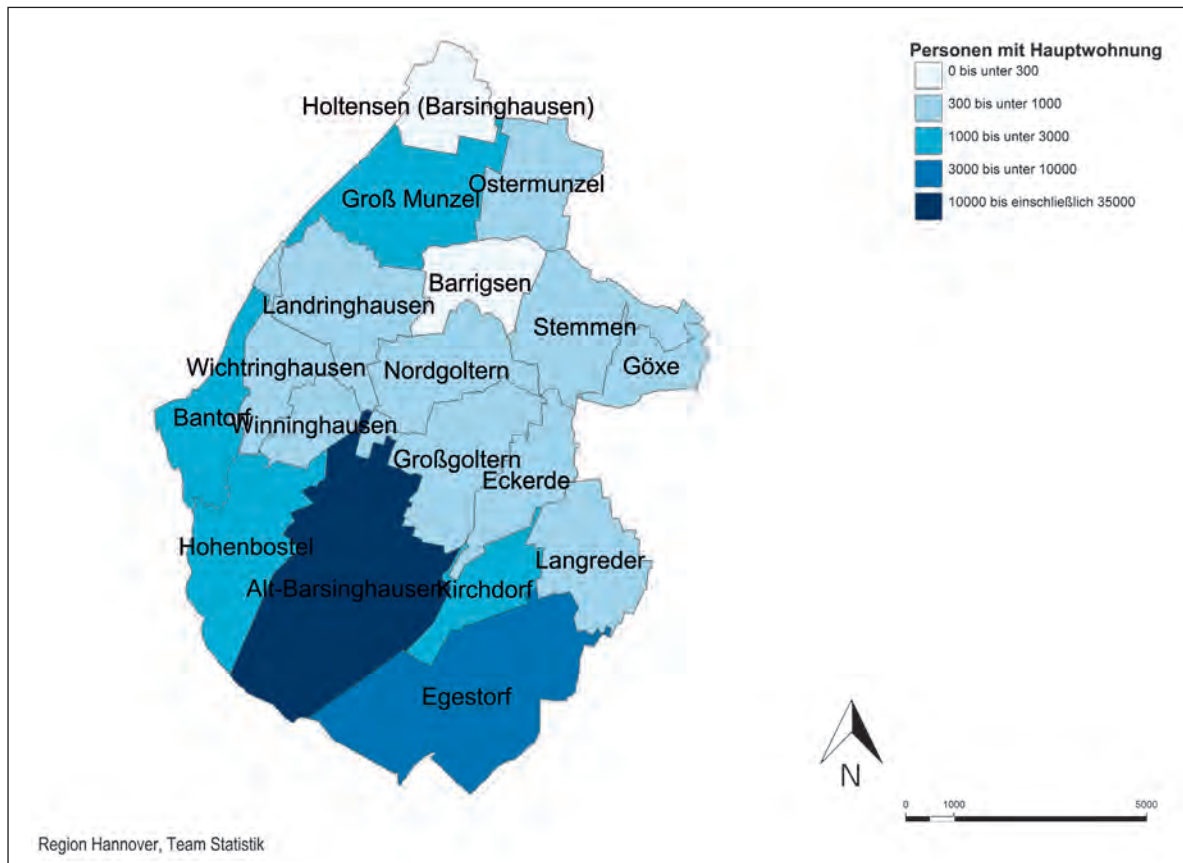 Personen mit Hauptwohnung
0 bis unter 300
300 bis unter 1000
1000 bis unter 3000
3000 bis unter 10000
10000 bis einschließlich 35000
Holtensen (Barsinghausen)
Ostermunzel
Groß Munzel
Barrigsen
Landringhausen
Stemmen
Göxe
Wichtringhausen
Nordgoltern
Bantorf
Winninghausen
Großgoltern
Eckerde
Hohenbostel
Langreder
Alt-Barsinghausen
Kirchdorf
Egestorf
N
0 1000 5000
Region Hannover, Team Statistik